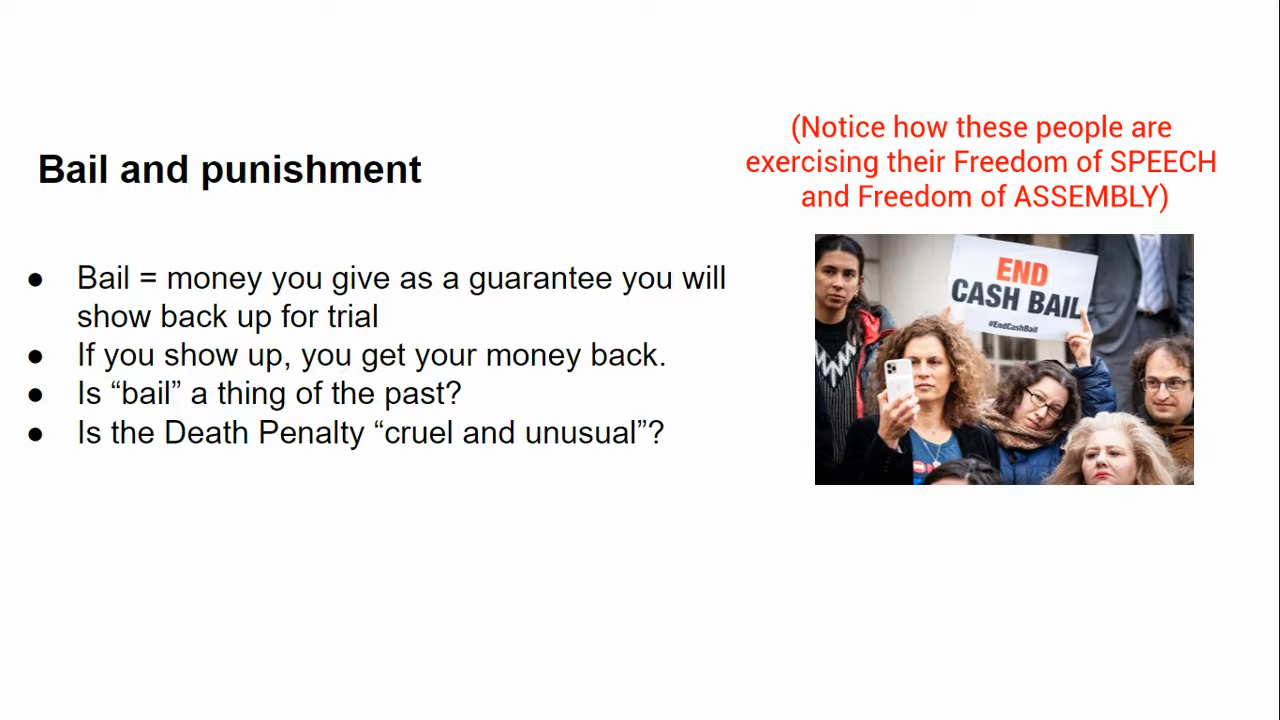 Bail and punishment
● Bail = money you give as a guarantee you will
show back up for trial
● If you show up, you get your money back.
● Is “bail” a thing of the past?
● Is the Death Penalty “cruel and unusual”?
(Notice how these people are
exercising their Freedom of SPEECH
and Freedom of ASSEMBLY)
END
CASH BAIL
#EndCashBail